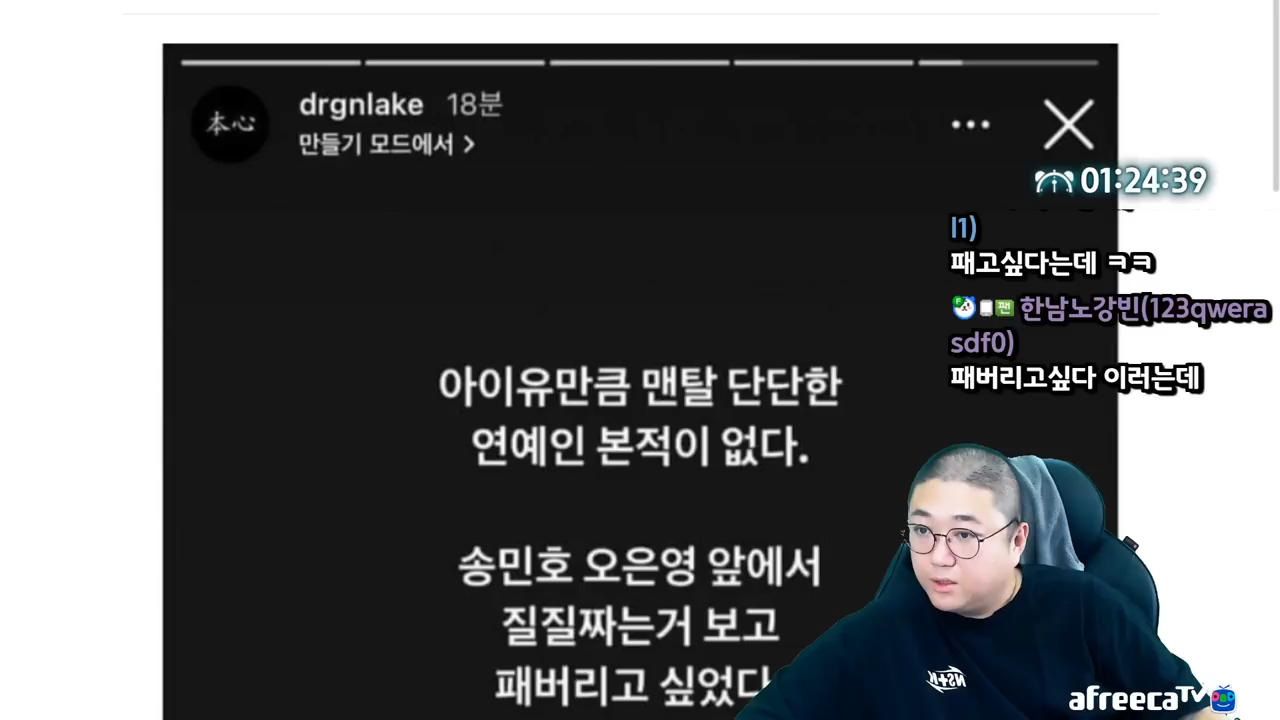 本心
drgnlake 18분
만들기 모드에서 >
01:24:39
l1)
패고싶다는데 ㅋㅋ
팬 한남노강빈(123qwera
sdf0)
패버리고싶다 이러는데
아이유만큼 맨탈 단단한
연예인 본적이 없다.
송민호 오은영 앞에서
질질짜는거 보고
패버리고 싶었다
afreecaTV